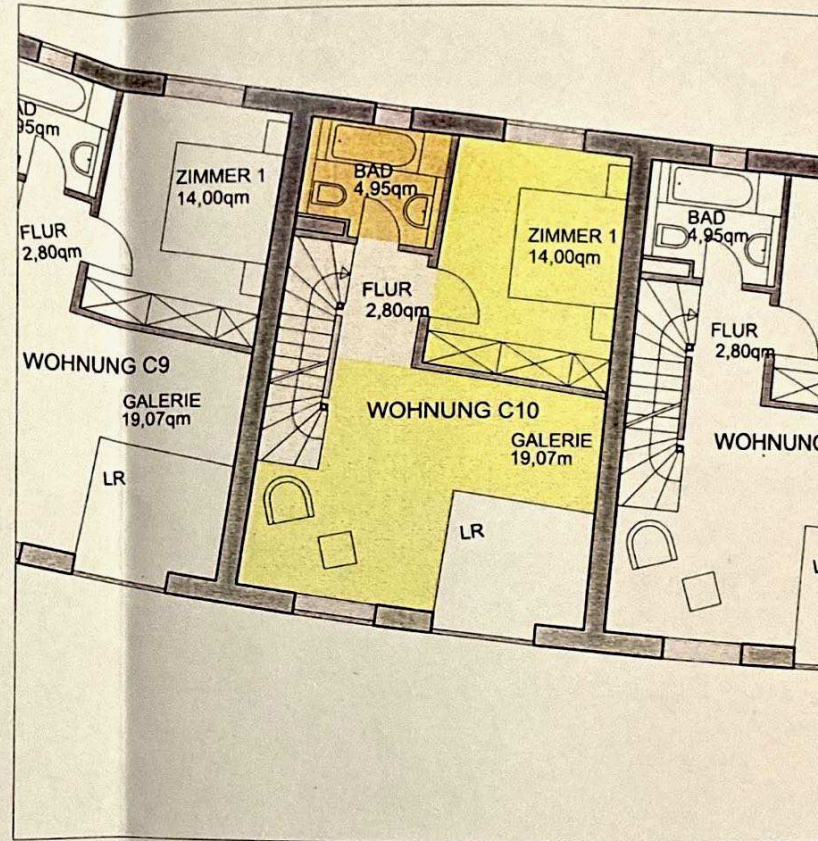 95qm
ZIMMER 1
14,00qm
FLUR
2,80qm
WOHNUNG C9
GALERIE
19,07qm
LR
BAD
4,95qm
ZIMMER 1
14,00qm
FLUR
2,80qm
WOHNUNG C10
GALERIE
19,07m
LR
BAD
4,95qm
FLUR
2,80qm
WOHNUNG